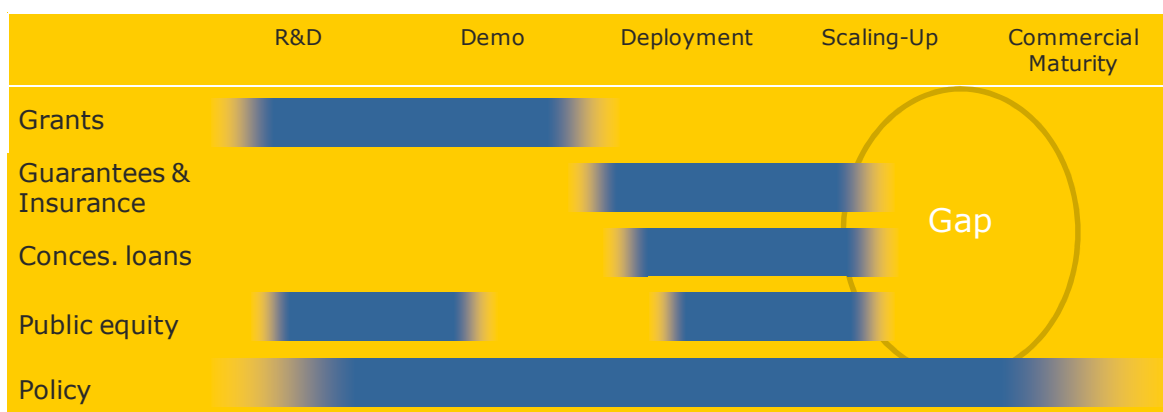 R&D Demo Deployment Scaling-Up Commercial
Maturity
Grants
Guarantees &
Insurance
Gap
Conces. loans
Public equity
Policy